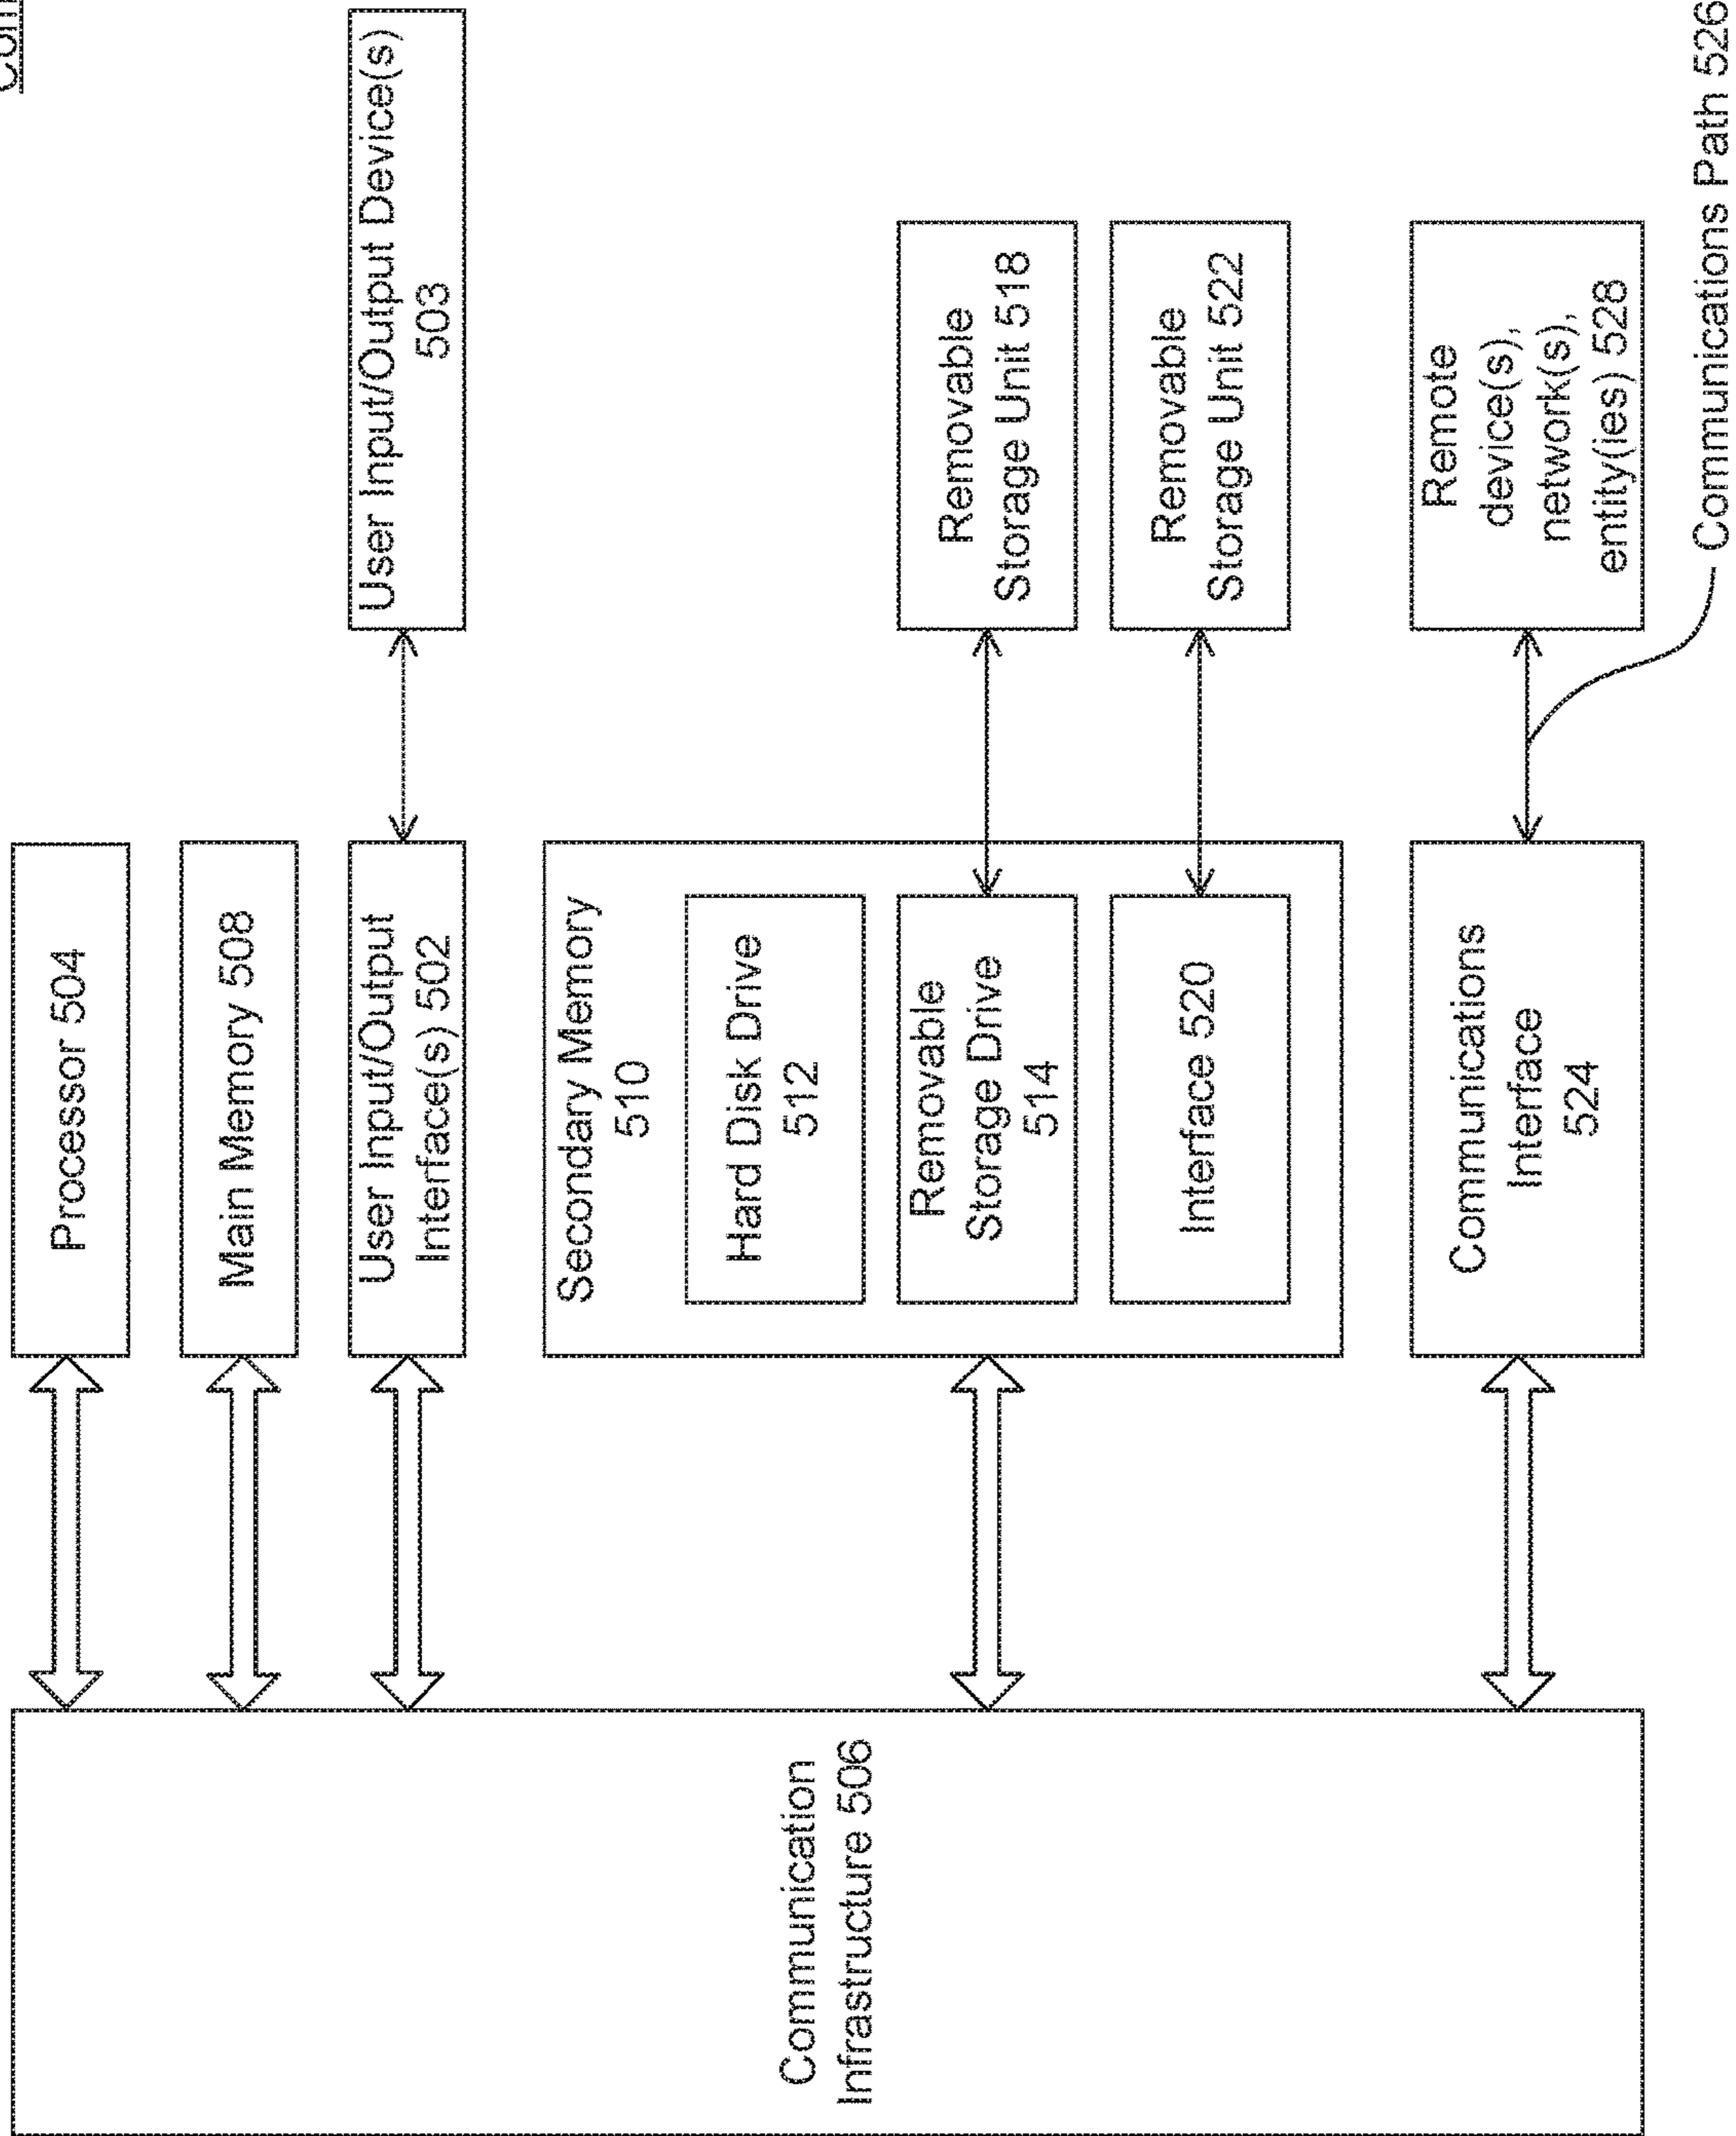 Processor 504
Main Memory 508
User Input/Output
Interface(s) 502
User Input/Output Device(s)
503
Secondary Memory
510
Hard Disk Drive
512
Removable
Storage Drive
514
Removable
Storage Unit 518
Interface 520
Removable
Storage Unit 522
Communications
Interface
524
Remote
device(s),
network(s),
entity(ies) 528
Communications Path 526
Communication
Infrastructure 506